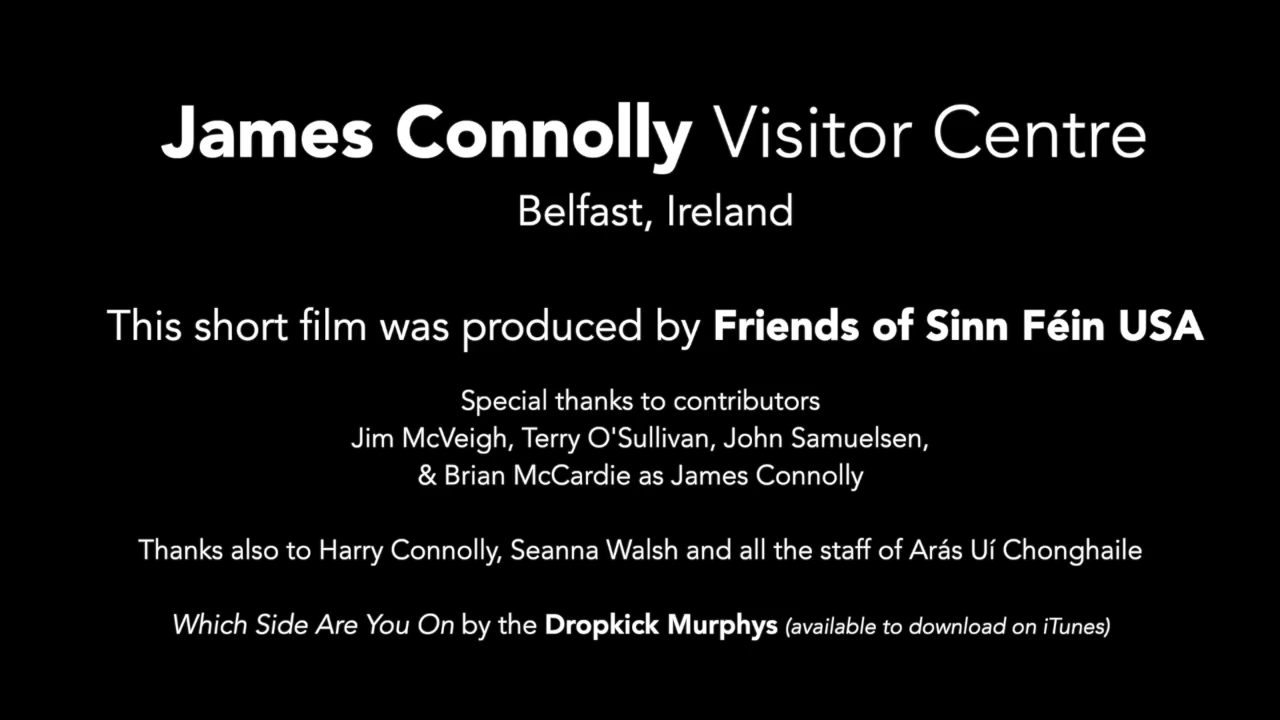 James Connolly Visitor Centre
Belfast, Ireland
This short film was produced by Friends of Sinn Féin USA
Special thanks to contributors
Jim McVeigh, Terry O'Sullivan, John Samuelsen,
& Brian McCardie as James Connolly
Thanks also to Harry Connolly, Seanna Walsh and all the staff of Arás Uí Chonghaile
Which Side Are You On by the Dropkick Murphys (available to download on iTunes)